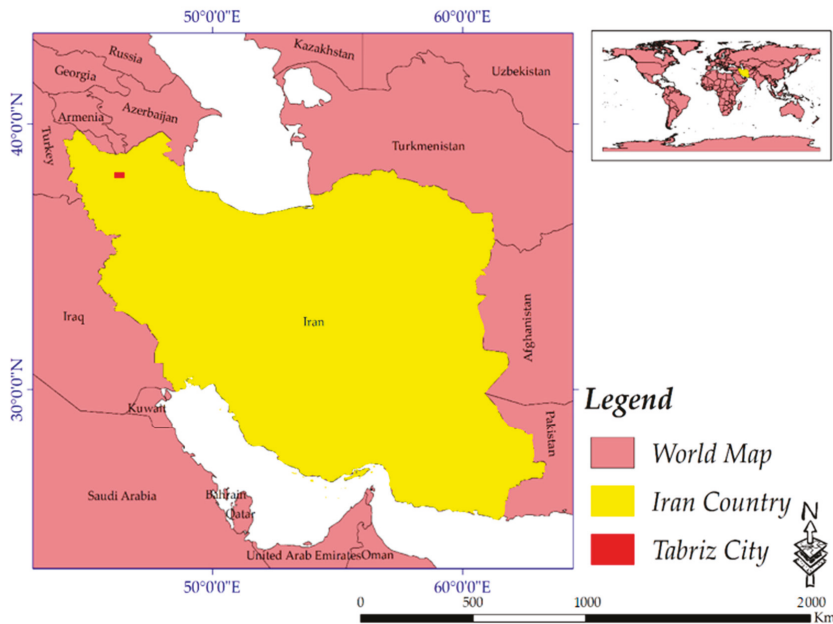 50°0'0"E
60°0'0"E
Russia
Kazakhstan
Uzbekistan
Georgia
Armenia
Azerbaijan
Turkey
Turkmenistan
40°0'0"N
Iraq
Iran
Afghanistan
30°0'0"N
Kuwait
Pakistan
Saudi Arabia
Bahrain
Qatar
United Arab Emirates
Oman
50°0'0"E
60°0'0"E
Legend
World Map
Iran Country
Tabriz City
N
0
500
1000
2000
Km